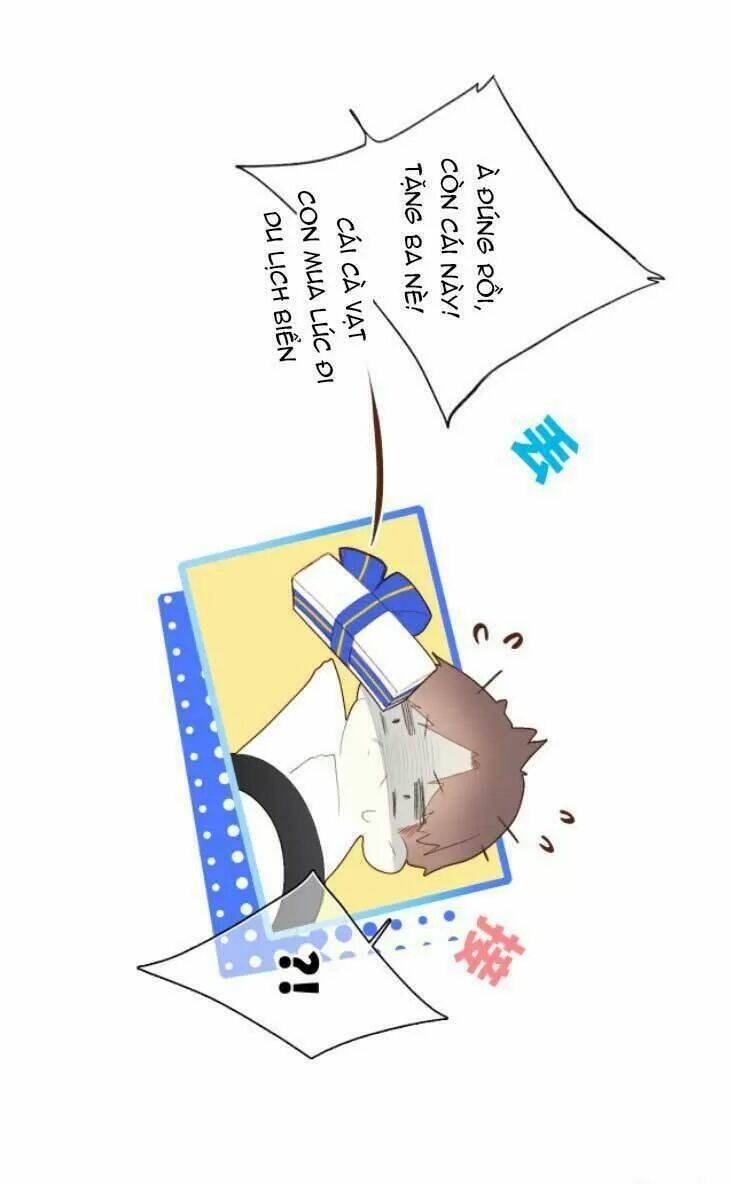 À ĐÚNG RỒI,
CÒN CÁI NÀY!
TẶNG BA NÈ!
CÁI CÀ VẠT
CON MUA LÚC ĐI
DU LỊCH BIỂN
丢
接
?!